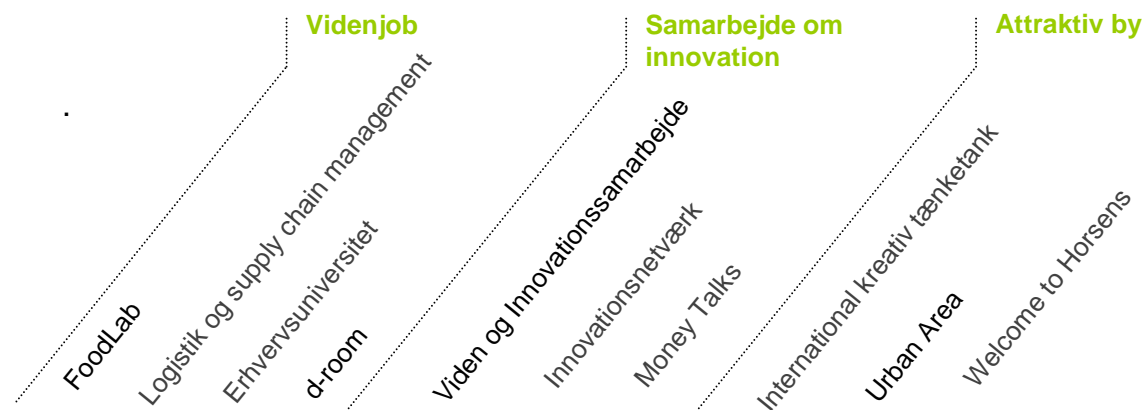 Videnjob
Samarbejde om
innovation
Attraktiv by
.
FoodLab
Logistik og supply chain management
Erhvervsuniversitet
d-room
Viden og Innovationssamarbejde
Innovationsnetværk
Money Talks
International kreativ tænketank
Urban Area
Welcome to Horsens